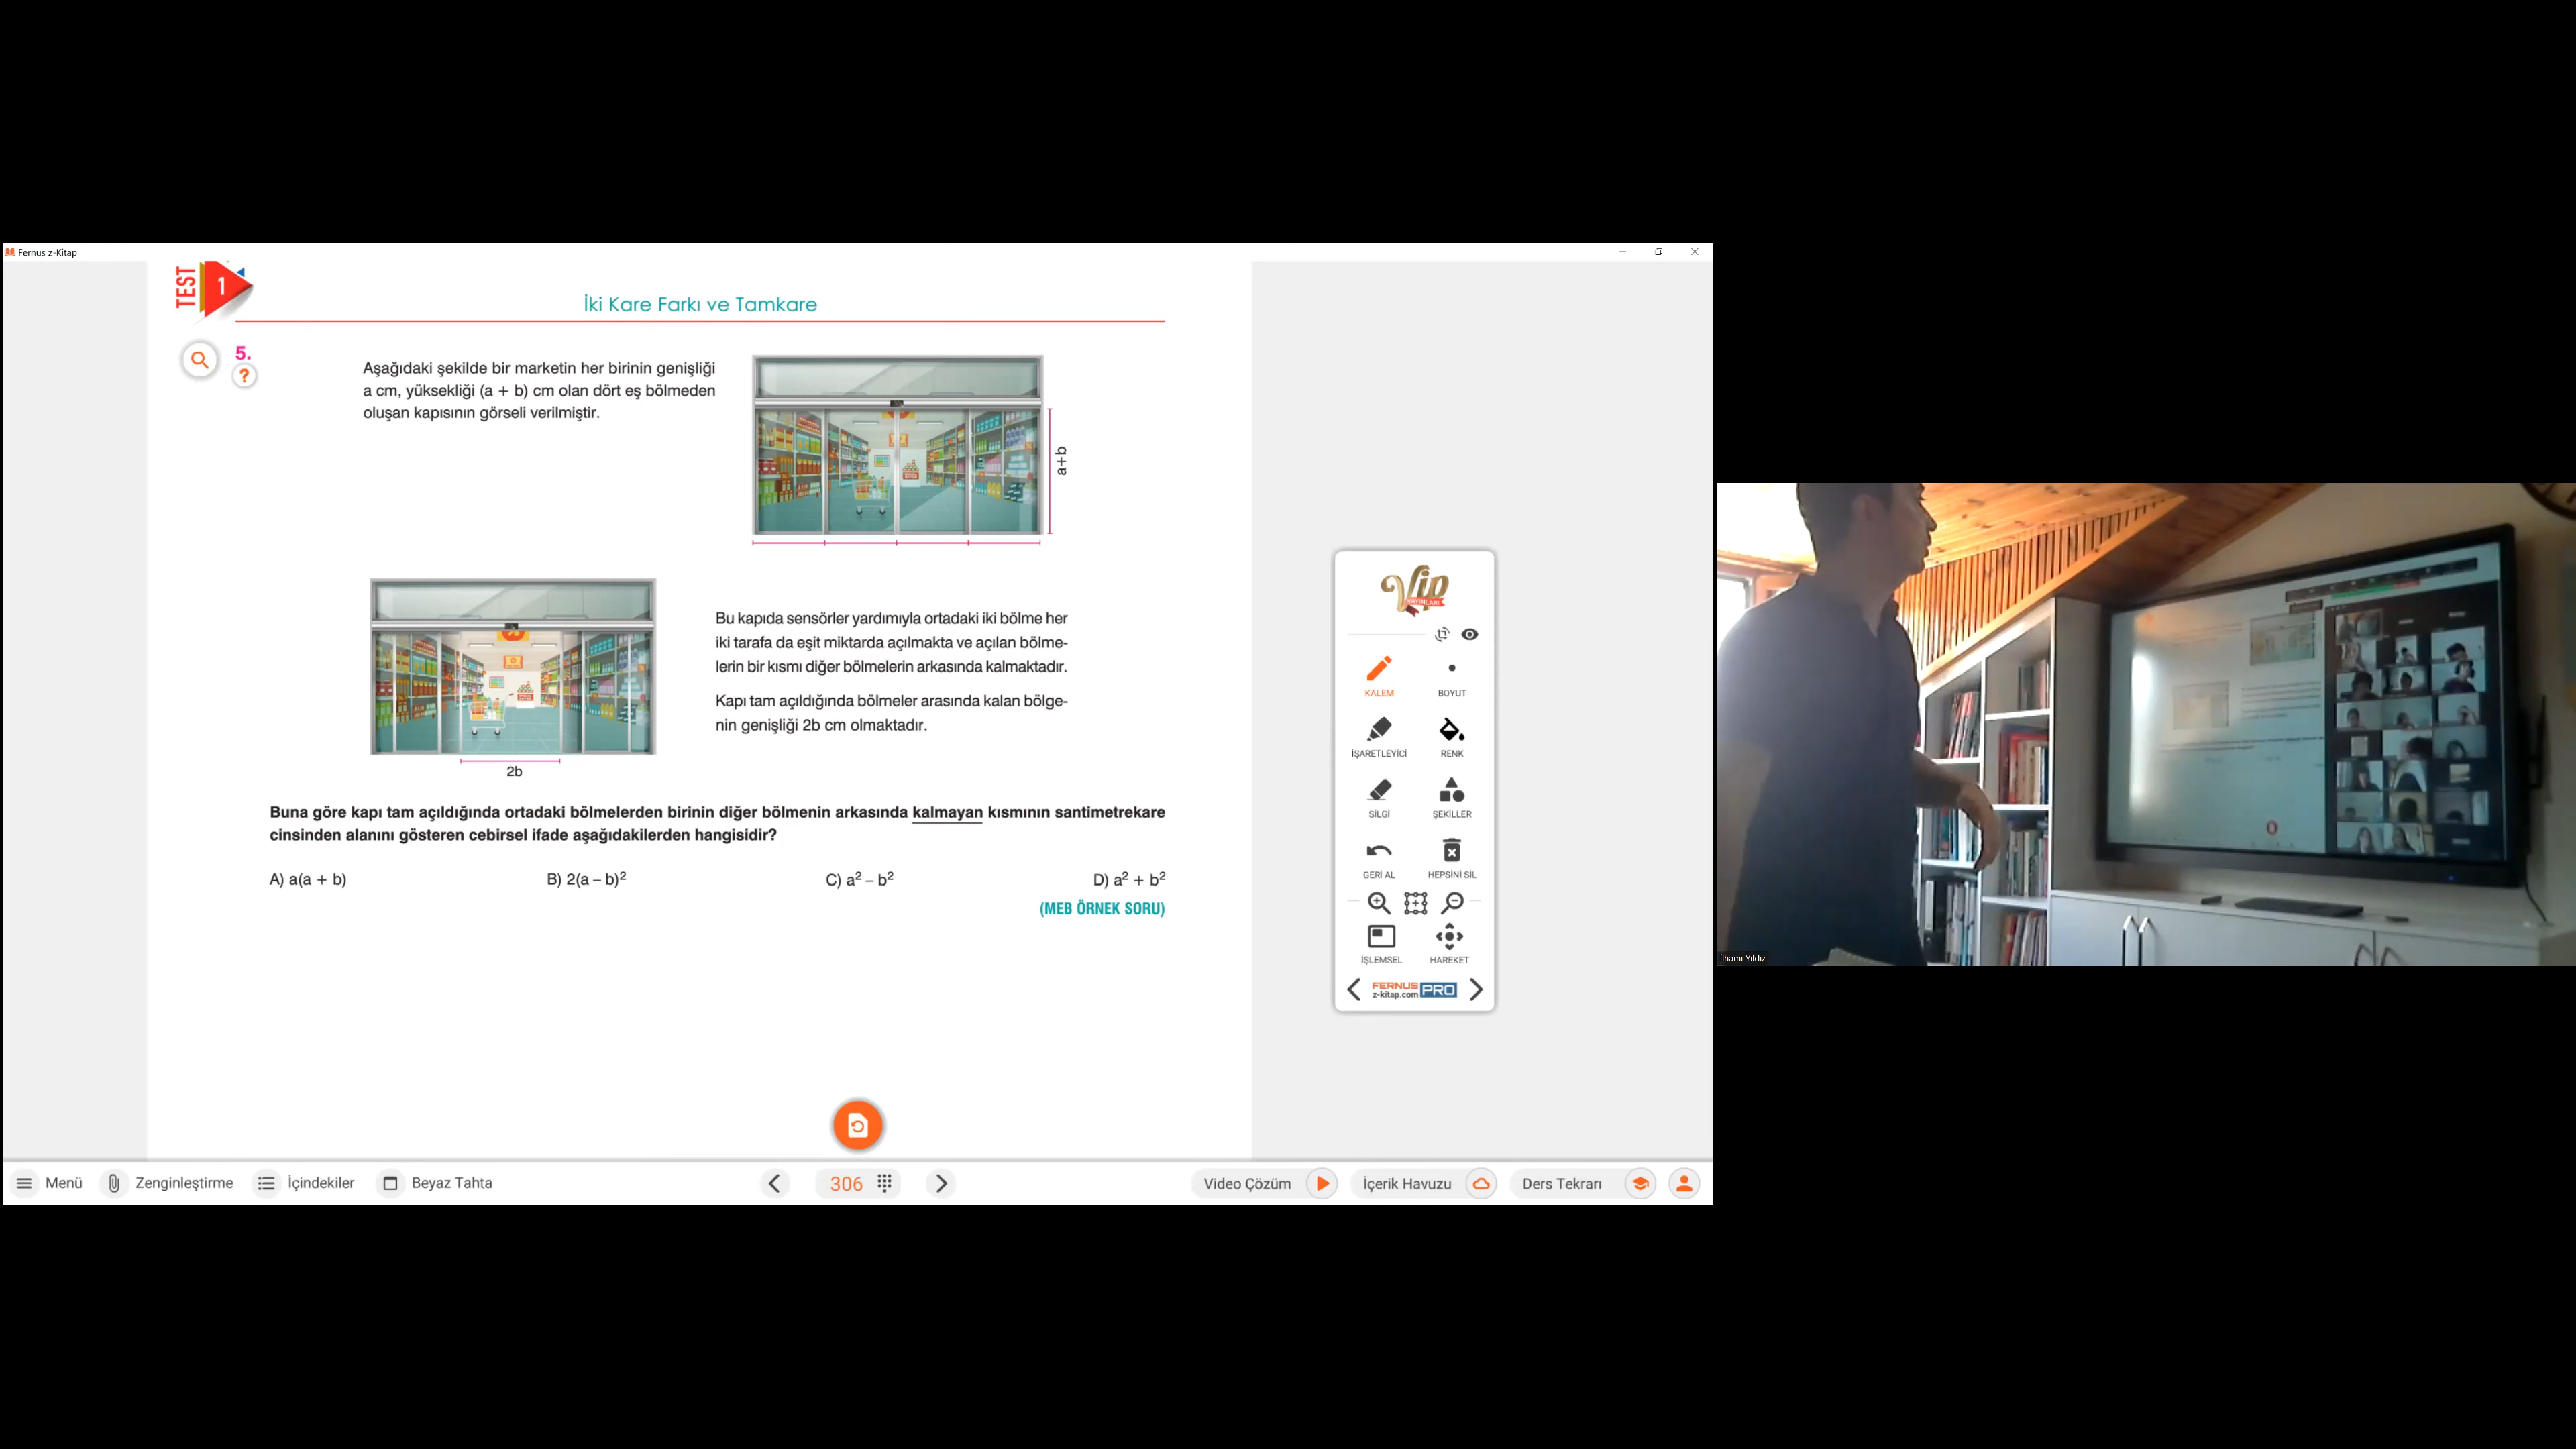 Fernus z-Kitap
TEST
1
İki Kare Farkı ve Tamkare
5.
?
Aşağıdaki şekilde bir marketin her birinin genişliği
a cm, yüksekliği (a + b) cm olan dört eş bölmeden
oluşan kapısının görseli verilmiştir.
a+b
2b
Bu kapıda sensörler yardımıyla ortadaki iki bölme her
iki tarafa da eşit miktarda açılmakta ve açılan bölme-
lerin bir kısmı diğer bölmelerin arkasında kalmaktadır.
Kapı tam açıldığında bölmeler arasında kalan bölge-
nin genişliği 2b cm olmaktadır.
Buna göre kapı tam açıldığında ortadaki bölmelerden birinin diğer bölmenin arkasında kalmayan kısmının santimetrekare
cinsinden alanını gösteren cebirsel ifade aşağıdakilerden hangisidir?
A) a(a + b) B) 2(a – b)² C) a² – b² D) a² + b²
(MEB ÖRNEK SORU)
Vip
YAYINLARI
KALEM BOYUT
İŞARETLEYİCİ RENK
SİLGİ ŞEKİLLER
GERİ AL HEPSİNİ SİL
İŞLEMSEL HAREKET
FERNUS
z-kitap.com PRO
Menü Zenginleştirme İçindekiler Beyaz Tahta 306 Video Çözüm İçerik Havuzu Ders Tekrarı
İlhami Yıldız